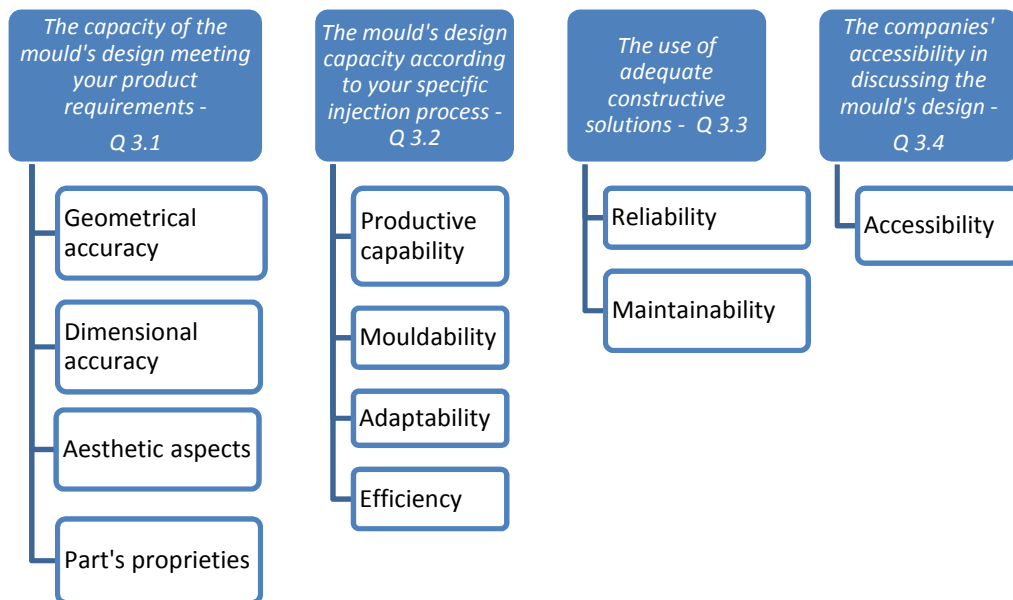 The capacity of the
mould's design meeting
your product
requirements -
Q 3.1
Geometrical
accuracy
Dimensional
accuracy
Aesthetic aspects
Part's proprieties
The mould's design
capacity according
to your specific
injection process -
Q 3.2
Productive
capability
Mouldability
Adaptability
Efficiency
The use of
adequate
constructive
solutions - Q 3.3
Reliability
Maintainability
The companies'
accessibility in
discussing the
mould's design -
Q 3.4
Accessibility